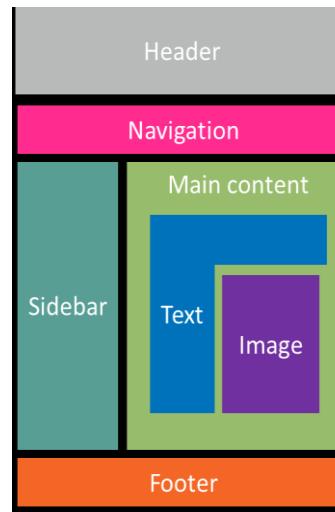 Header
Navigation
Main content
Sidebar
Text
Image
Footer